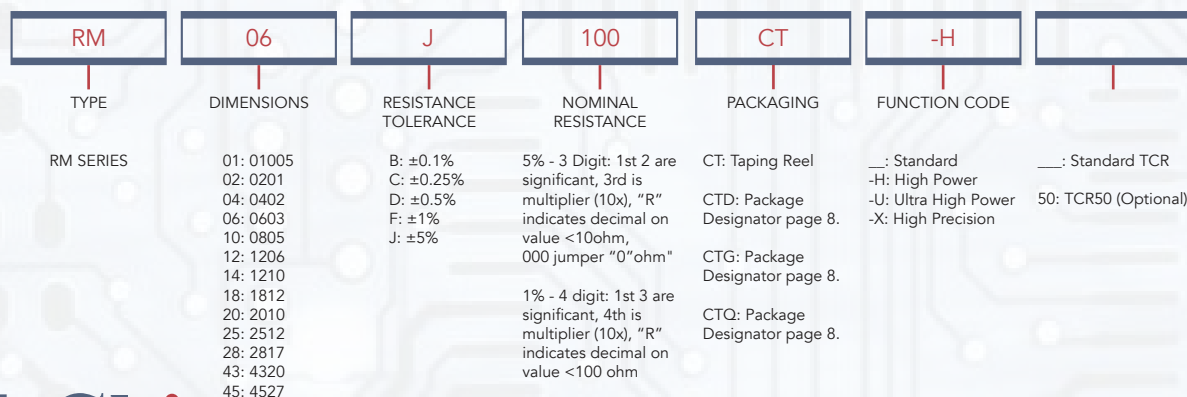 RM 06 J 100 CT -H
TYPE
DIMENSIONS
RESISTANCE
TOLERANCE
NOMINAL
RESISTANCE
PACKAGING
FUNCTION CODE
RM SERIES
01: 01005
02: 0201
04: 0402
06: 0603
10: 0805
12: 1206
14: 1210
18: 1812
20: 2010
25: 2512
28: 2817
43: 4320
45: 4527
B: ±0.1%
C: ±0.25%
D: ±0.5%
F: ±1%
J: ±5%
5% - 3 Digit: 1st 2 are
significant, 3rd is
multiplier (10x), "R"
indicates decimal on
value <10ohm,
000 jumper "0"ohm"
1% - 4 digit: 1st 3 are
significant, 4th is
multiplier (10x), "R"
indicates decimal on
value <100 ohm
CT: Taping Reel
CTD: Package
Designator page 8.
CTG: Package
Designator page 8.
CTQ: Package
Designator page 8.
__: Standard
-H: High Power
-U: Ultra High Power
-X: High Precision
___: Standard TCR
50: TCR50 (Optional)